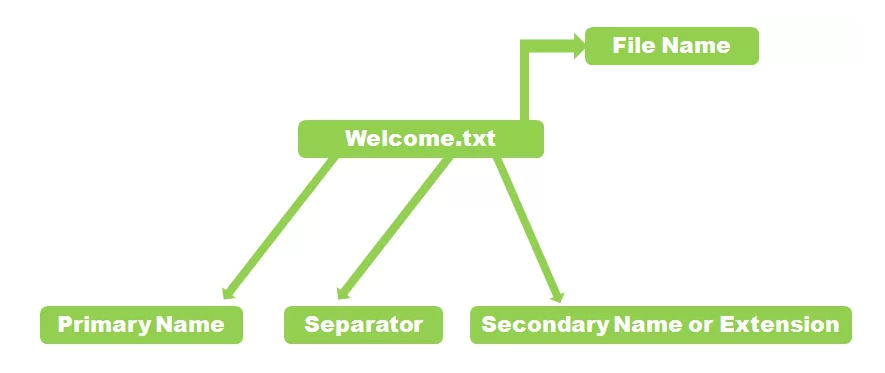 File Name
Welcome.txt
Primary Name
Separator
Secondary Name or Extension